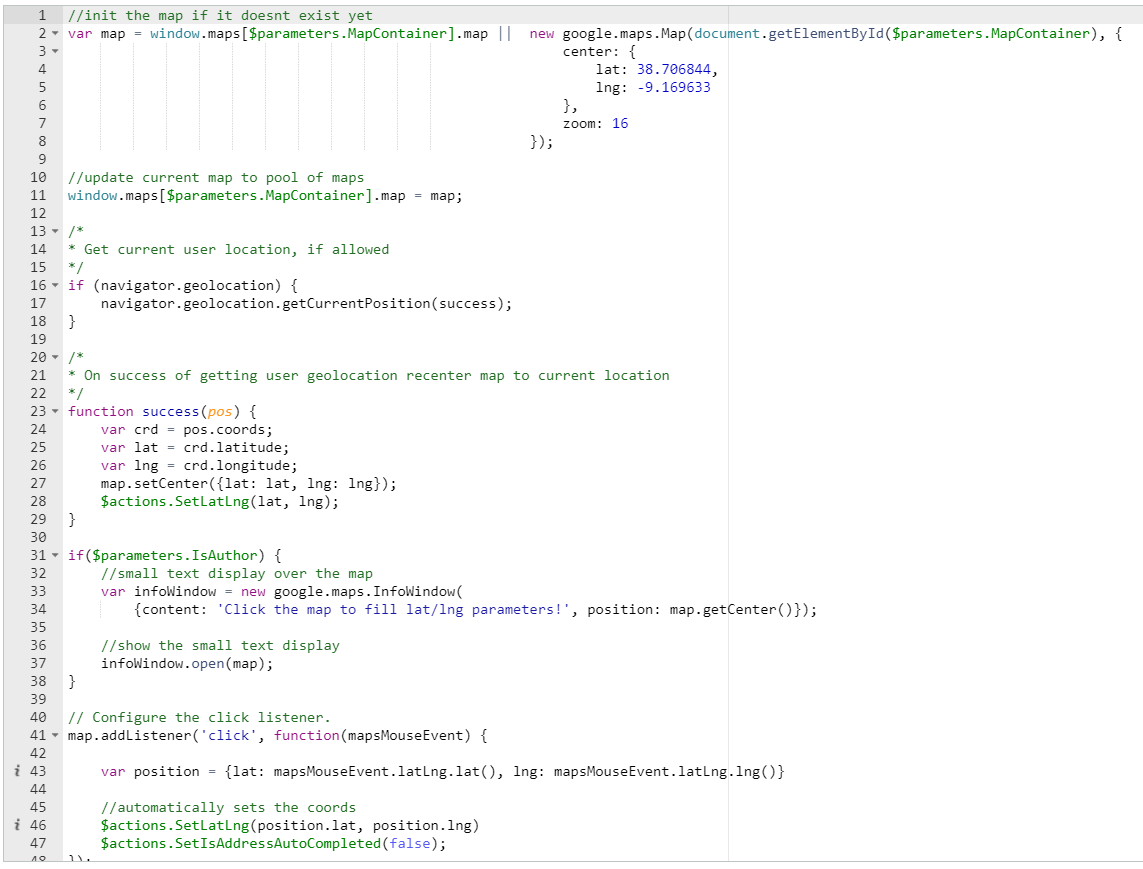 1 //init the map if it doesnt exist yet
2 var map = window.maps[$parameters.MapContainer].map ||  new google.maps.Map(document.getElementById($parameters.MapContainer), {
3                                                             center: {
4                                                                 lat: 38.706844,
5                                                                 lng: -9.169633
6                                                             },
7                                                             zoom: 16
8                                                         });
9
10 //update current map to pool of maps
11 window.maps[$parameters.MapContainer].map = map;
12
13 /*
14 * Get current user location, if allowed
15 */
16 if (navigator.geolocation) {
17     navigator.geolocation.getCurrentPosition(success);
18 }
19
20 /*
21 * On success of getting user geolocation recenter map to current location
22 */
23 function success(pos) {
24     var crd = pos.coords;
25     var lat = crd.latitude;
26     var lng = crd.longitude;
27     map.setCenter({lat: lat, lng: lng});
28     $actions.SetLatLng(lat, lng);
29 }
30
31 if($parameters.IsAuthor) {
32     //small text display over the map
33     var infoWindow = new google.maps.InfoWindow(
34         {content: 'Click the map to fill lat/lng parameters!', position: map.getCenter()});
35
36     //show the small text display
37     infoWindow.open(map);
38 }
39
40 // Configure the click listener.
41 map.addListener('click', function(mapsMouseEvent) {
42
i 43     var position = {lat: mapsMouseEvent.latLng.lat(), lng: mapsMouseEvent.latLng.lng()}
44
45     //automatically sets the coords
i 46     $actions.SetLatLng(position.lat, position.lng)
47     $actions.SetIsAddressAutoCompleted(false);
48 });